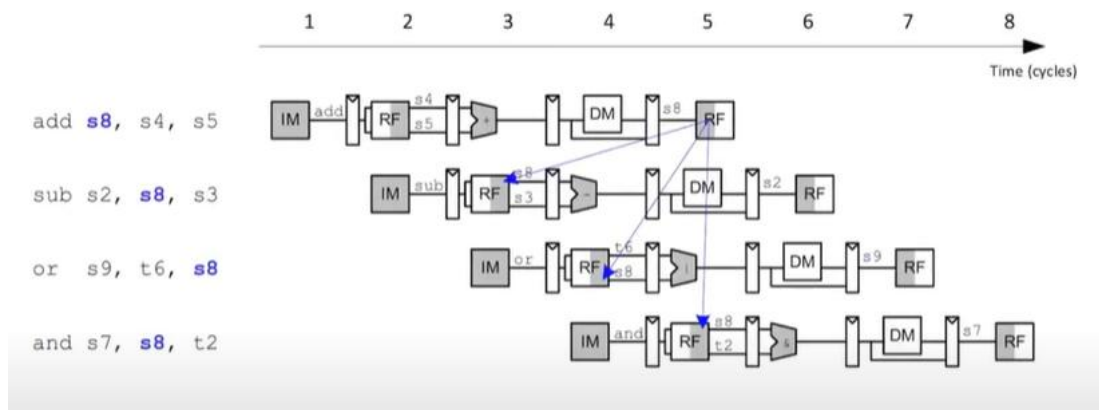 1 2 3 4 5 6 7 8
Time (cycles)
add s8, s4, s5
IM add RF s4 s5 + DM s8 RF
sub s2, s8, s3
IM sub RF s8 s3 - DM s2 RF
or s9, t6, s8
IM or RF t6 s8 | DM s9 RF
and s7, s8, t2
IM and RF s8 t2 & DM s7 RF